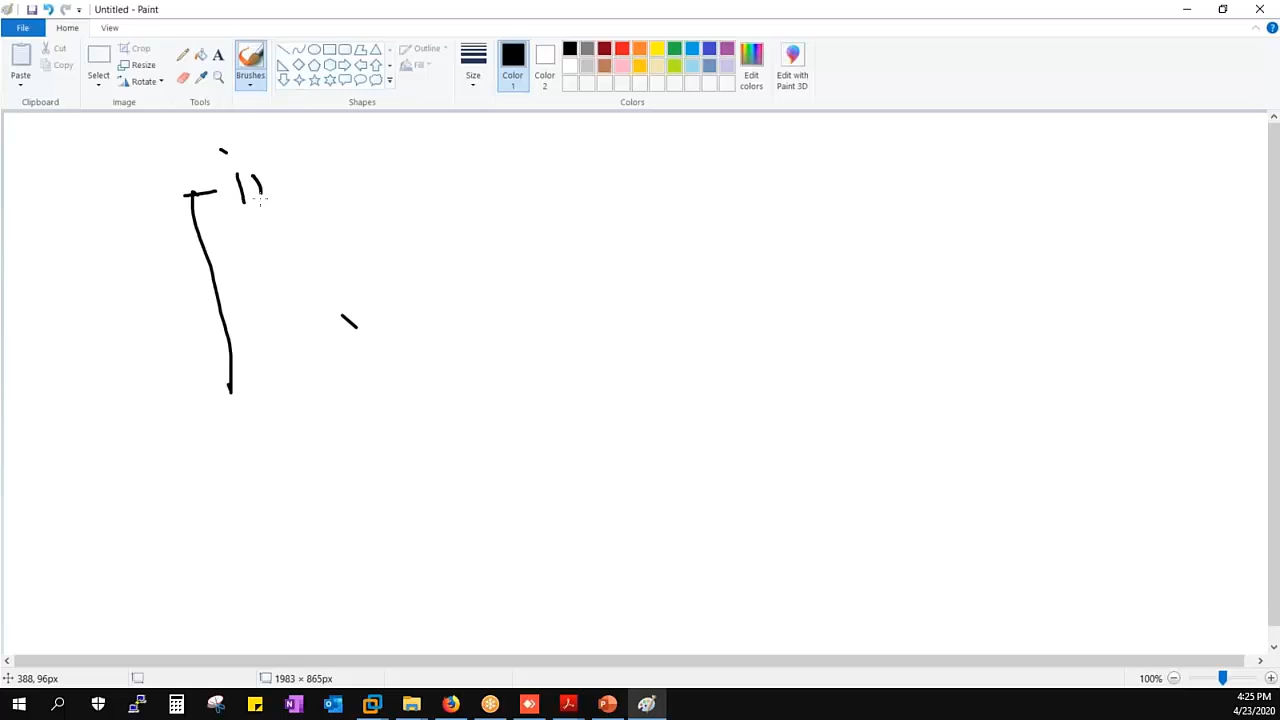 Untitled - Paint
File Home View
Paste
Cut
Copy
Clipboard
Select
Crop
Resize
Rotate
Image
Tools
Brushes
Shapes
Outline
Fill
Size
Color 1
Color 2
Colors
Edit colors
Edit with Paint 3D
388, 96px
1983 × 865px
100%
4:25 PM
4/23/2020